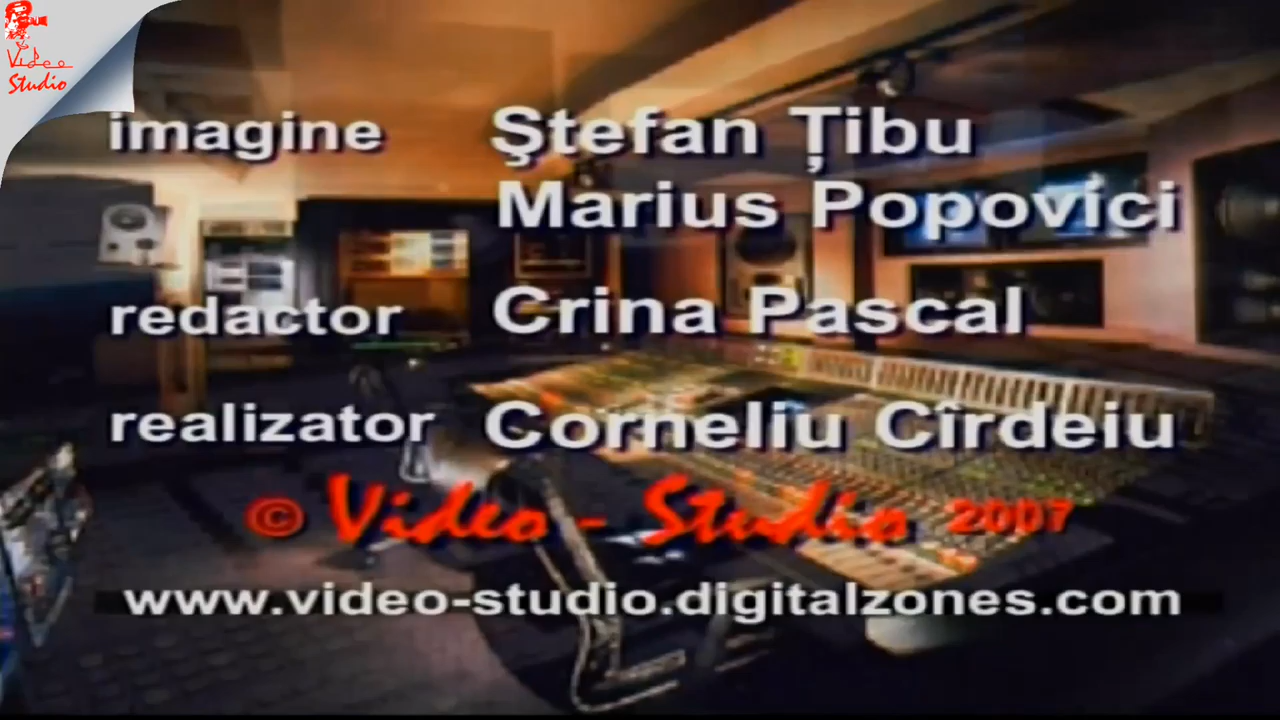 Video
Studio
imagine Ştefan Țibu
Marius Popovici
redactor Crina Pascal
realizator Corneliu Cîrdeiu
© Video - Studio 2007
www.video-studio.digitalzones.com